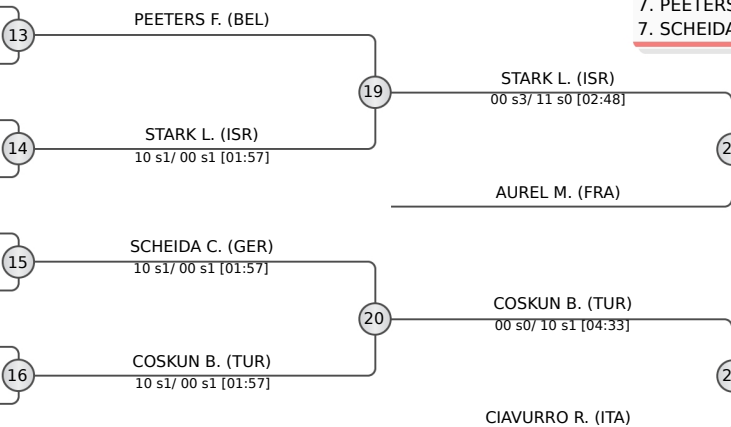 7. PEETERS
PEETERS F. (BEL)
7. SCHEIDA
13
STARK L. (ISR)
19
00 s3/ 11 s0 [02:48]
STARK L. (ISR)
14
10 s1/ 00 s1 [01:57]
2
AUREL M. (FRA)
SCHEIDA C. (GER)
15
10 s1/ 00 s1 [01:57]
COSKUN B. (TUR)
20
00 s0/ 10 s1 [04:33]
COSKUN B. (TUR)
16
10 s1/ 00 s1 [01:57]
2
CIAVURRO R. (ITA)